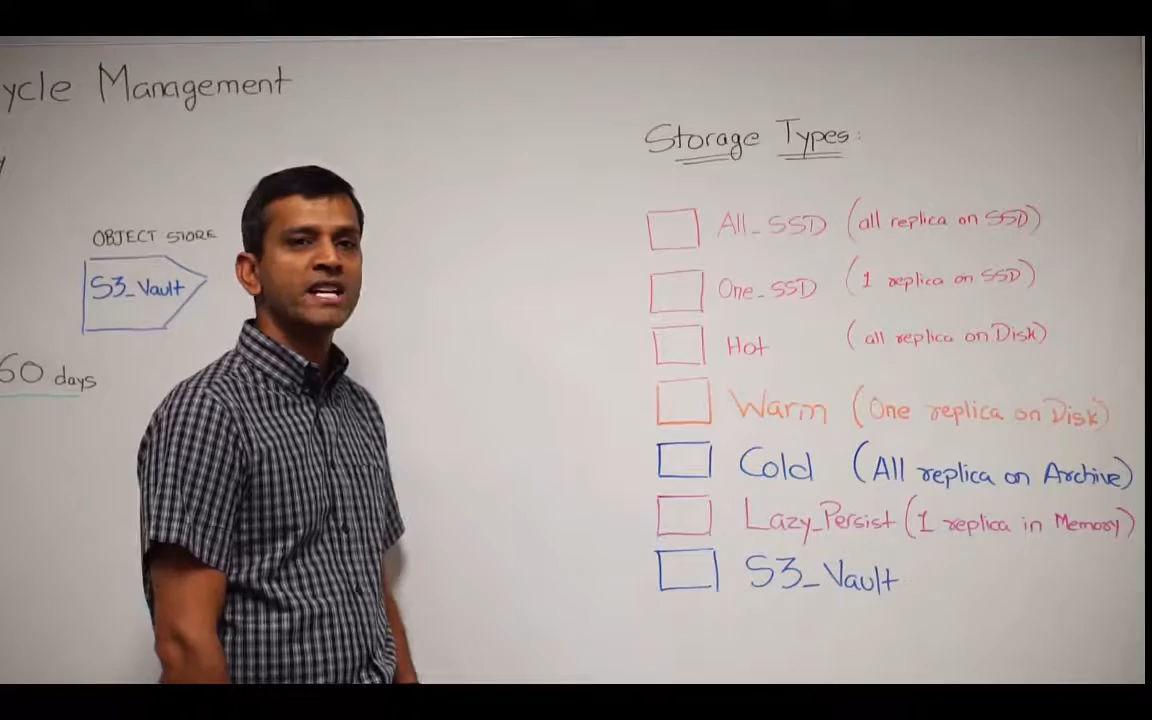 ycle Management
OBJECT STORE
S3_Vault
60 days
Storage Types:
All_SSD (all replica on SSD)
One_SSD (1 replica on SSD)
Hot (all replica on Disk)
Warm (One replica on Disk)
Cold (All replica on Archive)
Lazy_Persist (1 replica in Memory)
S3_Vault